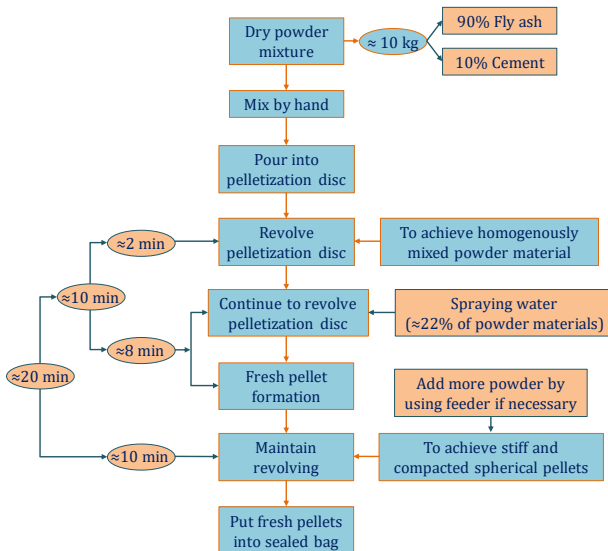 Dry powder
mixture
≈ 10 kg
90% Fly ash
10% Cement
Mix by hand
Pour into
pelletization disc
≈2 min
Revolve
pelletization disc
To achieve homogenously
mixed powder material
≈10 min
Continue to revolve
pelletization disc
Spraying water
(≈22% of powder materials)
≈8 min
≈20 min
Fresh pellet
formation
Add more powder by
using feeder if necessary
≈10 min
Maintain
revolving
To achieve stiff and
compacted spherical pellets
Put fresh pellets
into sealed bag